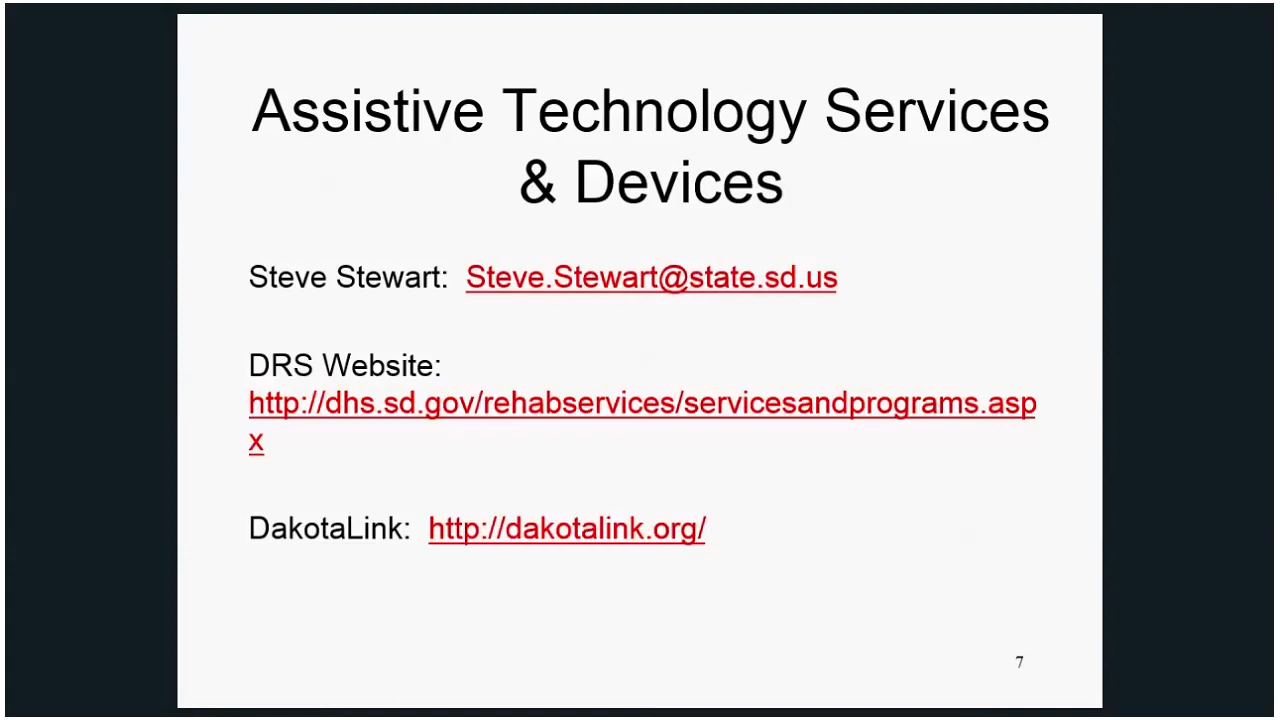 Assistive Technology Services
& Devices
Steve Stewart: Steve.Stewart@state.sd.us
DRS Website:
http://dhs.sd.gov/rehabservices/servicesandprograms.asp
x
DakotaLink: http://dakotalink.org/
7